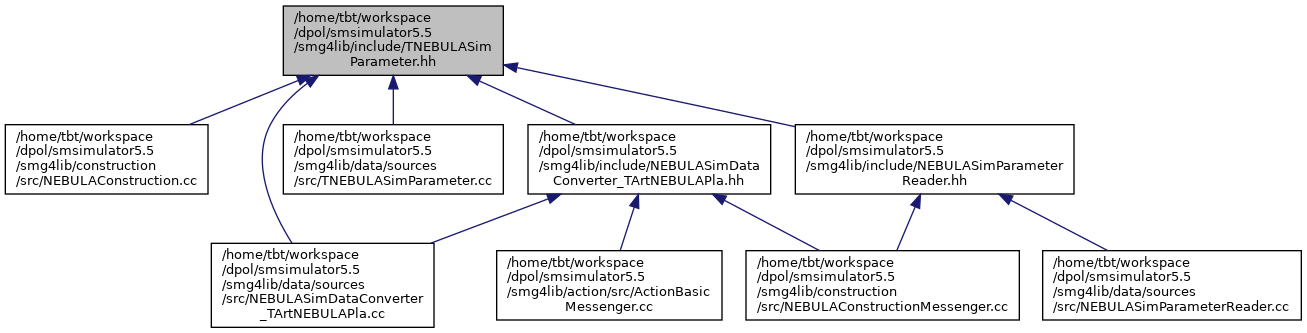 /home/tbt/workspace
/dpol/smsimulator5.5
/smg4lib/include/TNEBULASim
Parameter.hh
/home/tbt/workspace
/dpol/smsimulator5.5
/smg4lib/construction
/src/NEBULAConstruction.cc
/home/tbt/workspace
/dpol/smsimulator5.5
/smg4lib/data/sources
/src/TNEBULASimParameter.cc
/home/tbt/workspace
/dpol/smsimulator5.5
/smg4lib/include/NEBULASimData
Converter_TArtNEBULAPla.hh
/home/tbt/workspace
/dpol/smsimulator5.5
/smg4lib/include/NEBULASimParameter
Reader.hh
/home/tbt/workspace
/dpol/smsimulator5.5
/smg4lib/data/sources
/src/NEBULASimDataConverter
_TArtNEBULAPla.cc
/home/tbt/workspace
/dpol/smsimulator5.5
/smg4lib/action/src/ActionBasic
Messenger.cc
/home/tbt/workspace
/dpol/smsimulator5.5
/smg4lib/construction
/src/NEBULAConstructionMessenger.cc
/home/tbt/workspace
/dpol/smsimulator5.5
/smg4lib/data/sources
/src/NEBULASimParameterReader.cc